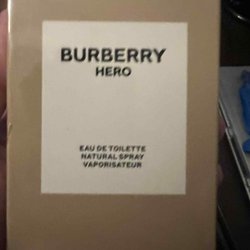 BURBERRY
HERO
EAU DE TOILETTE
NATURAL SPRAY
VAPORISATEUR